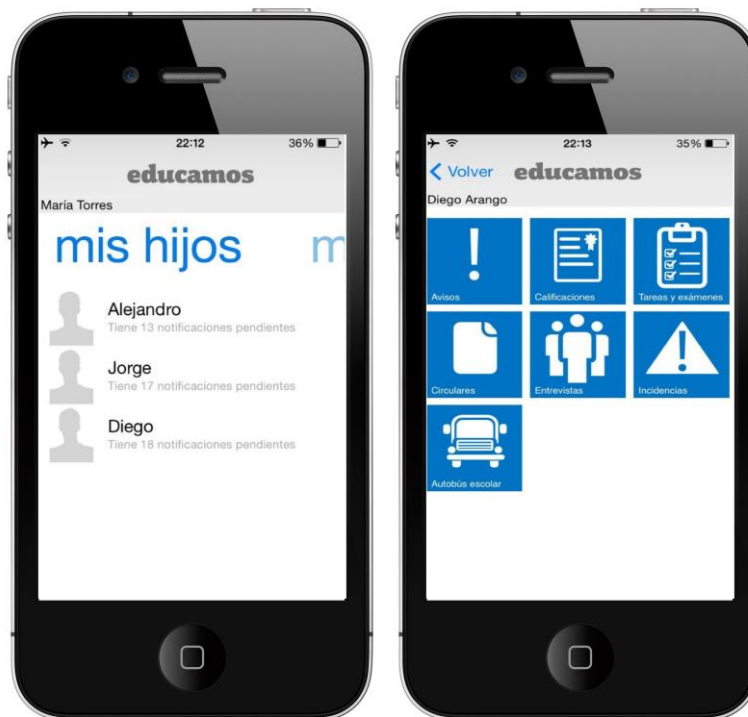 22:12
36%
educamos
María Torres
mis hijos
m
Alejandro
Tiene 13 notificaciones pendientes
Jorge
Tiene 17 notificaciones pendientes
Diego
Tiene 18 notificaciones pendientes
22:13
35%
Volver
educamos
Diego Arango
Avisos
Calificaciones
Tareas y exámenes
Circulares
Entrevistas
Incidencias
Autobús escolar